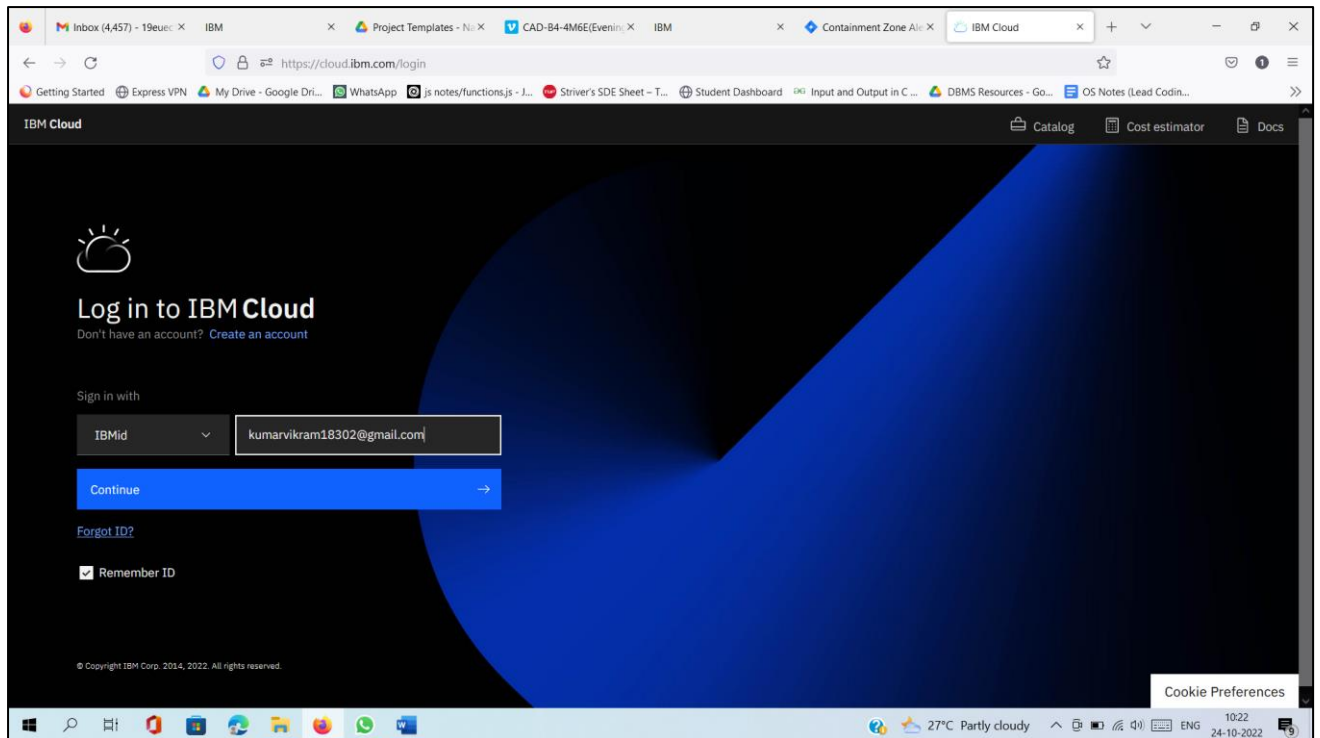 Inbox (4,457) - 19euec
IBM
Project Templates - Na
CAD-B4-4M6E(Evening
IBM
Containment Zone Ale
IBM Cloud
https://cloud.ibm.com/login
1
Getting Started
Express VPN
My Drive - Google Dri...
WhatsApp
js notes/functions.js - J...
Striver's SDE Sheet – T...
Student Dashboard
Input and Output in C ...
DBMS Resources - Go...
OS Notes (Lead Codin...
IBM Cloud
Catalog
Cost estimator
Docs
Log in to IBM Cloud
Don't have an account? Create an account
Sign in with
IBMid
kumarvikram18302@gmail.com
Continue
Forgot ID?
Remember ID
© Copyright IBM Corp. 2014, 2022. All rights reserved.
Cookie Preferences
27°C Partly cloudy
ENG
10:22
24-10-2022
9